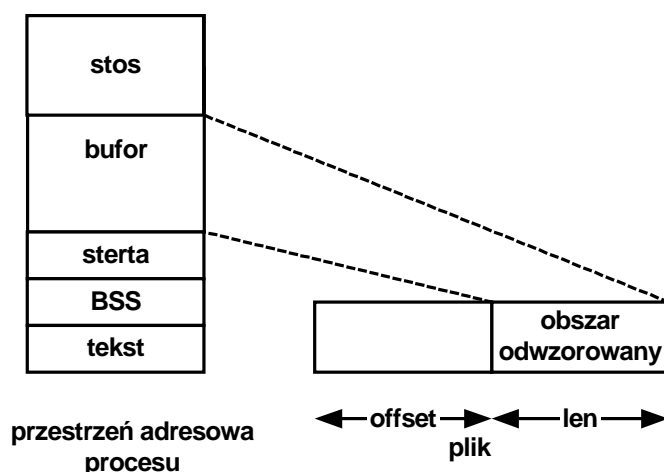 stos
bufor
sterta
BSS
tekst
obszar
odwzorowany
offset
len
plik
przestrzeń adresowa
procesu